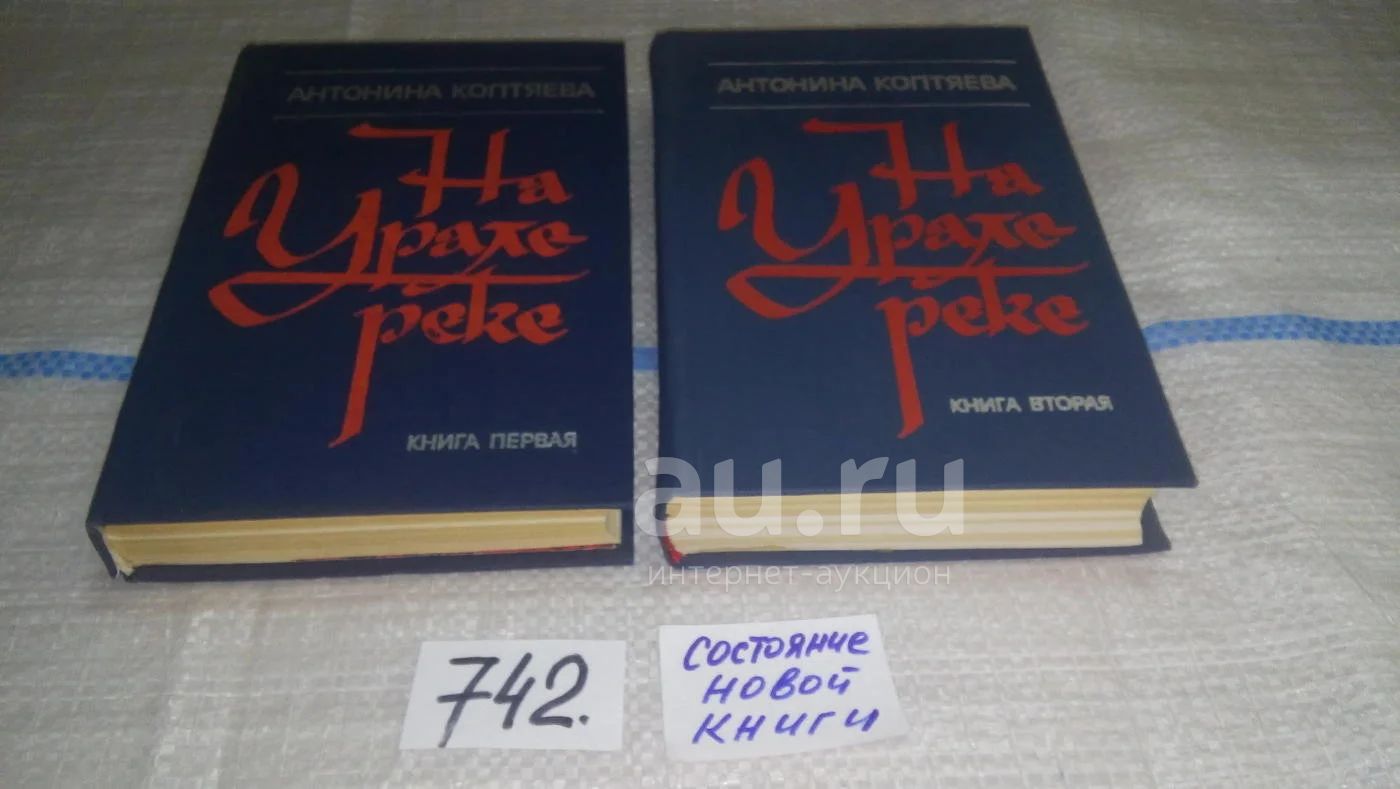 АНТОНИНА КОПТЯЕВА
На
Урале
реке
КНИГА ПЕРВАЯ
АНТОНИНА КОПТЯЕВА
На
Урале
реке
КНИГА ВТОРАЯ
au.ru
интернет-аукцион
742.
СОСТОЯНИЕ
НОВОЙ
КНИГИ